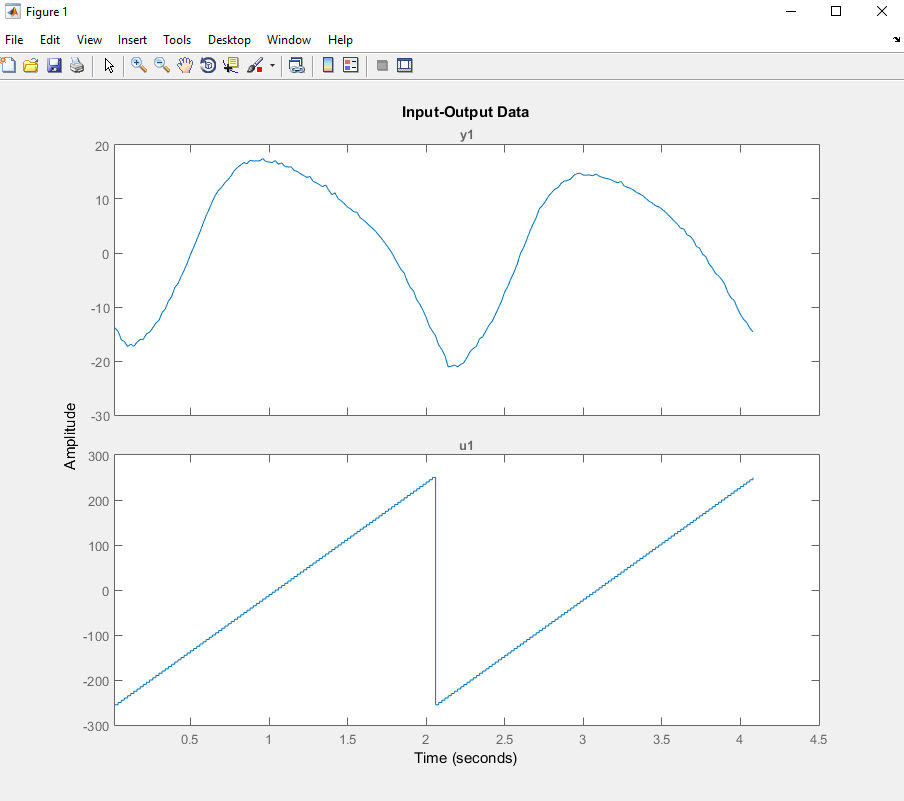 Figure 1
File Edit View Insert Tools Desktop Window Help
Input-Output Data
y1
20
10
0
-10
-20
-30
Amplitude
u1
300
200
100
0
-100
-200
-300
0.5 1 1.5 2 2.5 3 3.5 4 4.5
Time (seconds)